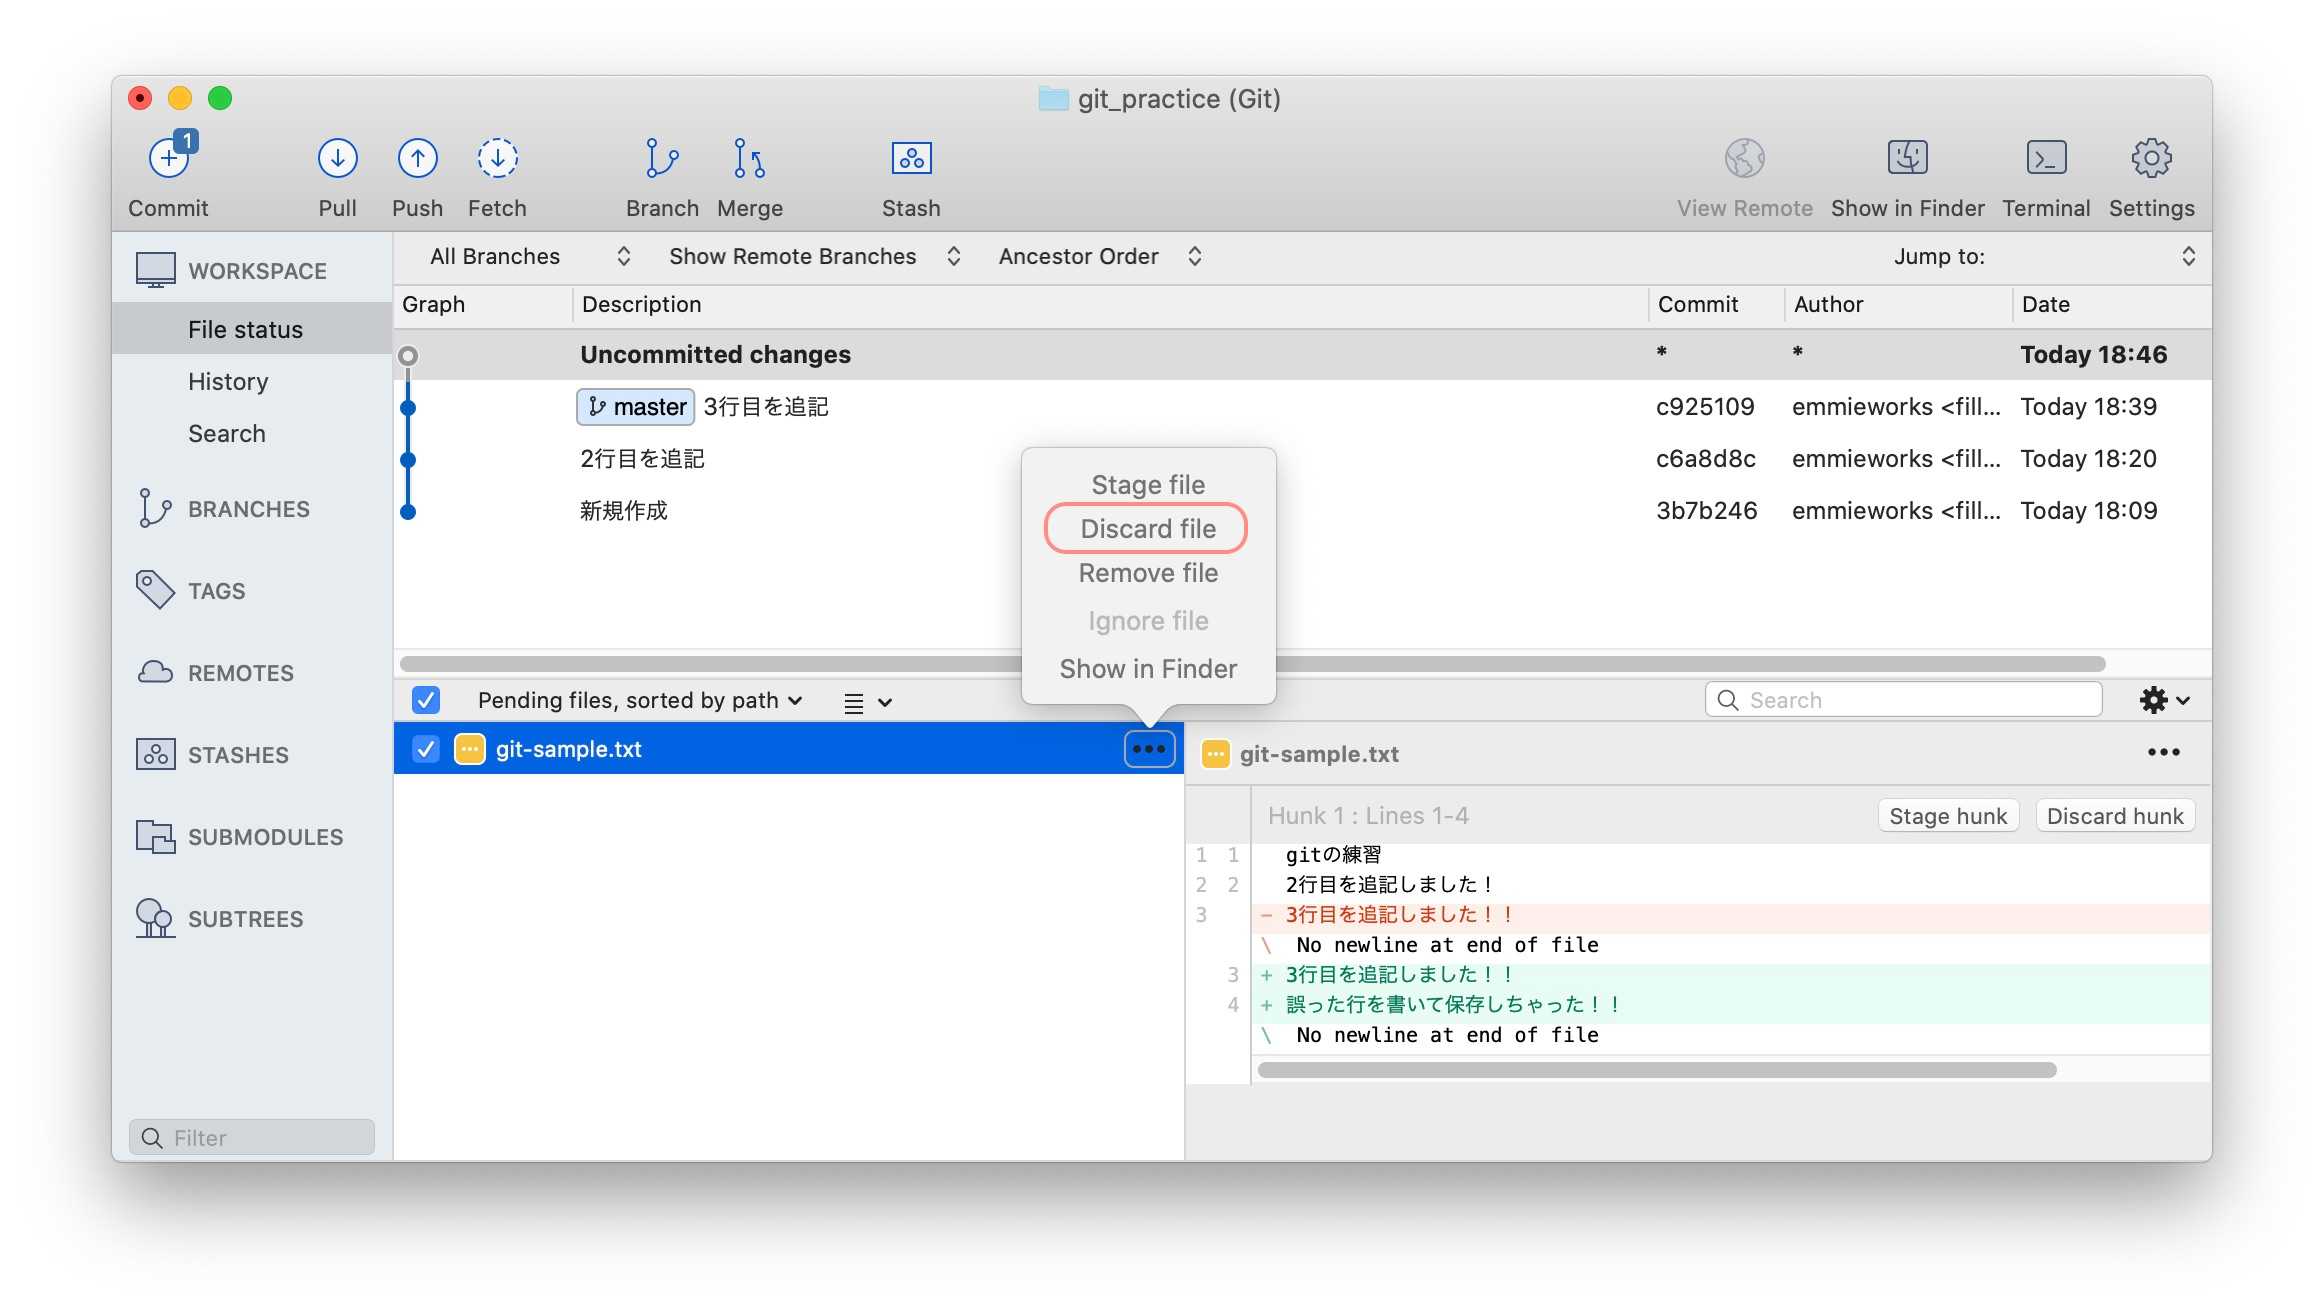 git_practice (Git)
1
Commit Pull Push Fetch Branch Merge Stash View Remote Show in Finder Terminal Settings
WORKSPACE
File status
History
Search
BRANCHES
TAGS
REMOTES
STASHES
SUBMODULES
SUBTREES
Filter
All Branches Show Remote Branches Ancestor Order Jump to:
Graph Description Commit Author Date
Uncommitted changes * * Today 18:46
master 3行目を追記 c925109 emmieworks <fill... Today 18:39
2行目を追記 c6a8d8c emmieworks <fill... Today 18:20
新規作成 3b7b246 emmieworks <fill... Today 18:09
Stage file
Discard file
Remove file
Ignore file
Show in Finder
Pending files, sorted by path Search
git-sample.txt
git-sample.txt
Hunk 1 : Lines 1-4 Stage hunk Discard hunk
1 1 gitの練習
2 2 2行目を追記しました！
3 - 3行目を追記しました！！
\ No newline at end of file
3 + 3行目を追記しました！！
4 + 誤った行を書いて保存しちゃった！！
\ No newline at end of file